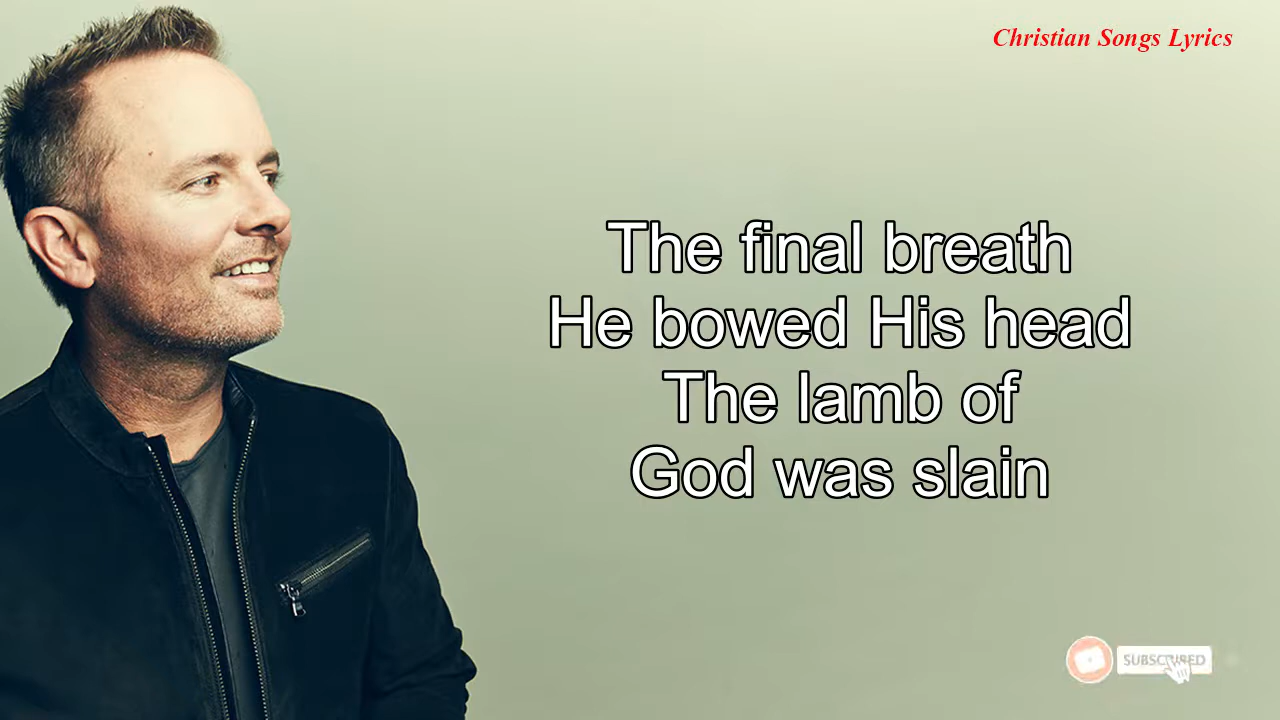 Christian Songs Lyrics
The final breath
He bowed His head
The lamb of
God was slain
SUBSCRIBED